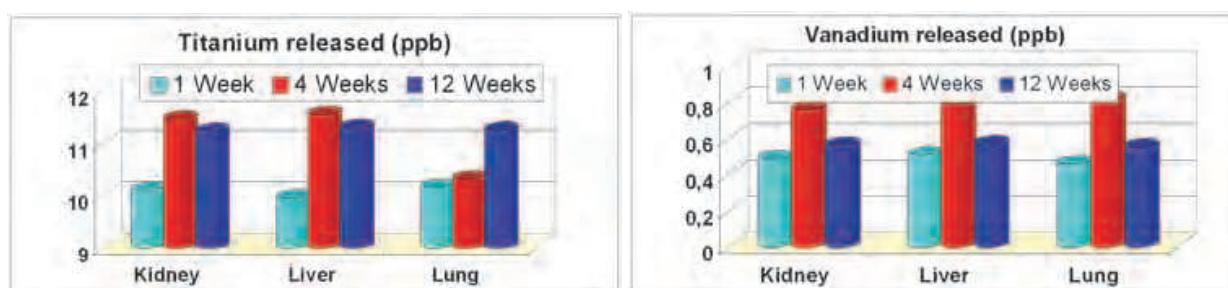 Titanium released (ppb)
1 Week 4 Weeks 12 Weeks
12
11
10
9
Kidney Liver Lung
Vanadium released (ppb)
1 Week 4 Weeks 12 Weeks
1
0,8
0,6
0,4
0,2
0
Kidney Liver Lung